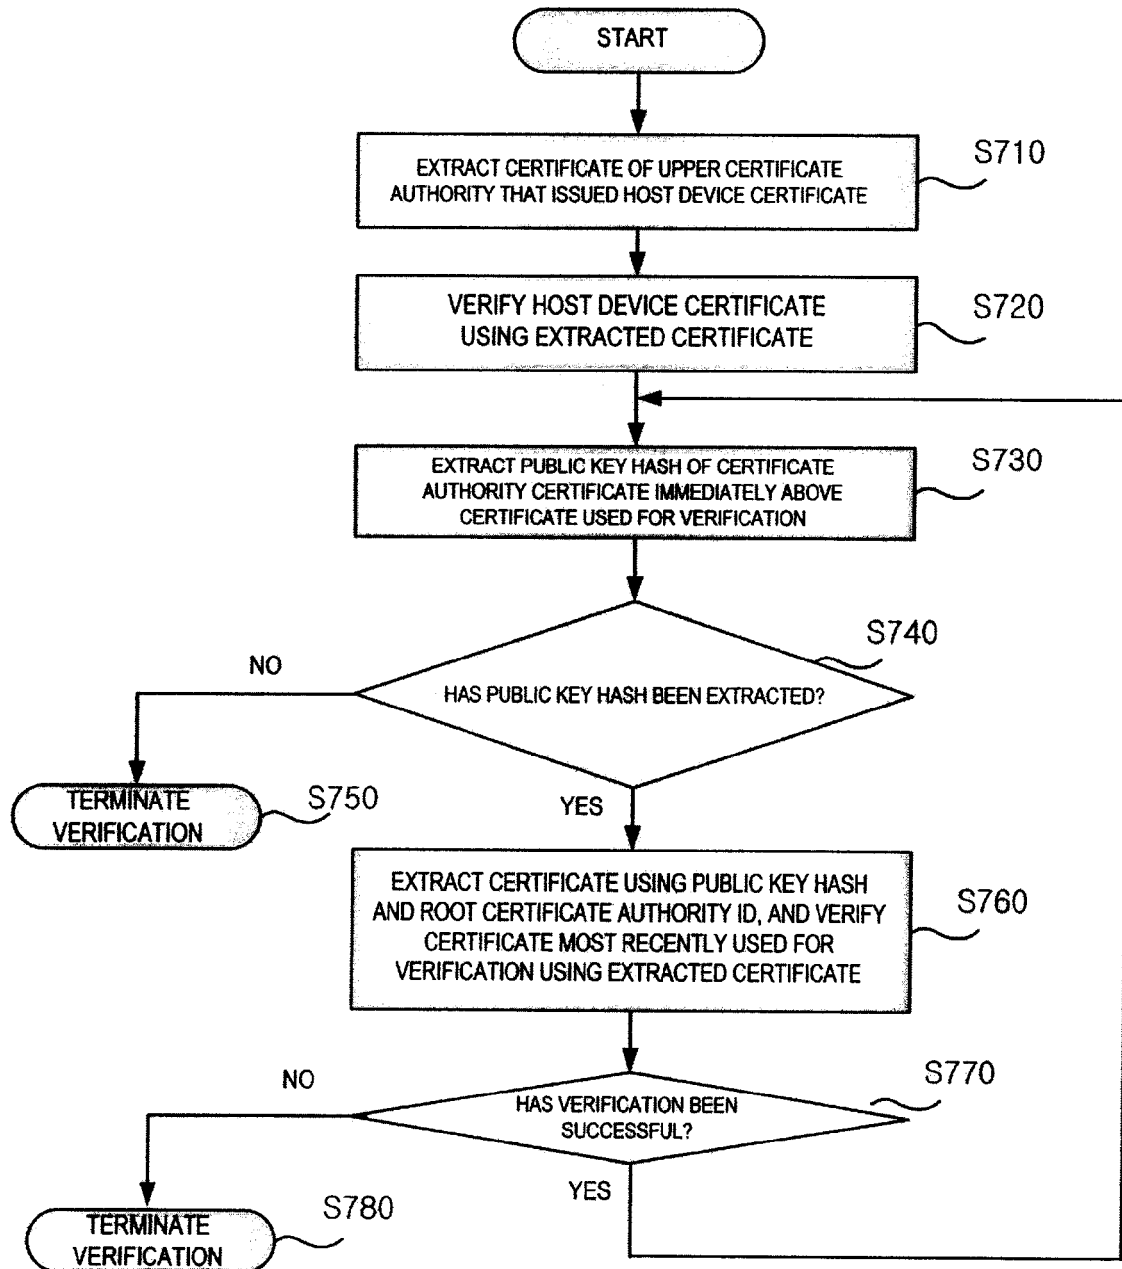 START
EXTRACT CERTIFICATE OF UPPER CERTIFICATE
AUTHORITY THAT ISSUED HOST DEVICE CERTIFICATE
S710
VERIFY HOST DEVICE CERTIFICATE
USING EXTRACTED CERTIFICATE
S720
EXTRACT PUBLIC KEY HASH OF CERTIFICATE
AUTHORITY CERTIFICATE IMMEDIATELY ABOVE
CERTIFICATE USED FOR VERIFICATION
S730
S740
HAS PUBLIC KEY HASH BEEN EXTRACTED?
NO
TERMINATE
VERIFICATION
S750
YES
EXTRACT CERTIFICATE USING PUBLIC KEY HASH
AND ROOT CERTIFICATE AUTHORITY ID, AND VERIFY
CERTIFICATE MOST RECENTLY USED FOR
VERIFICATION USING EXTRACTED CERTIFICATE
S760
S770
HAS VERIFICATION BEEN
SUCCESSFUL?
NO
YES
TERMINATE
VERIFICATION
S780